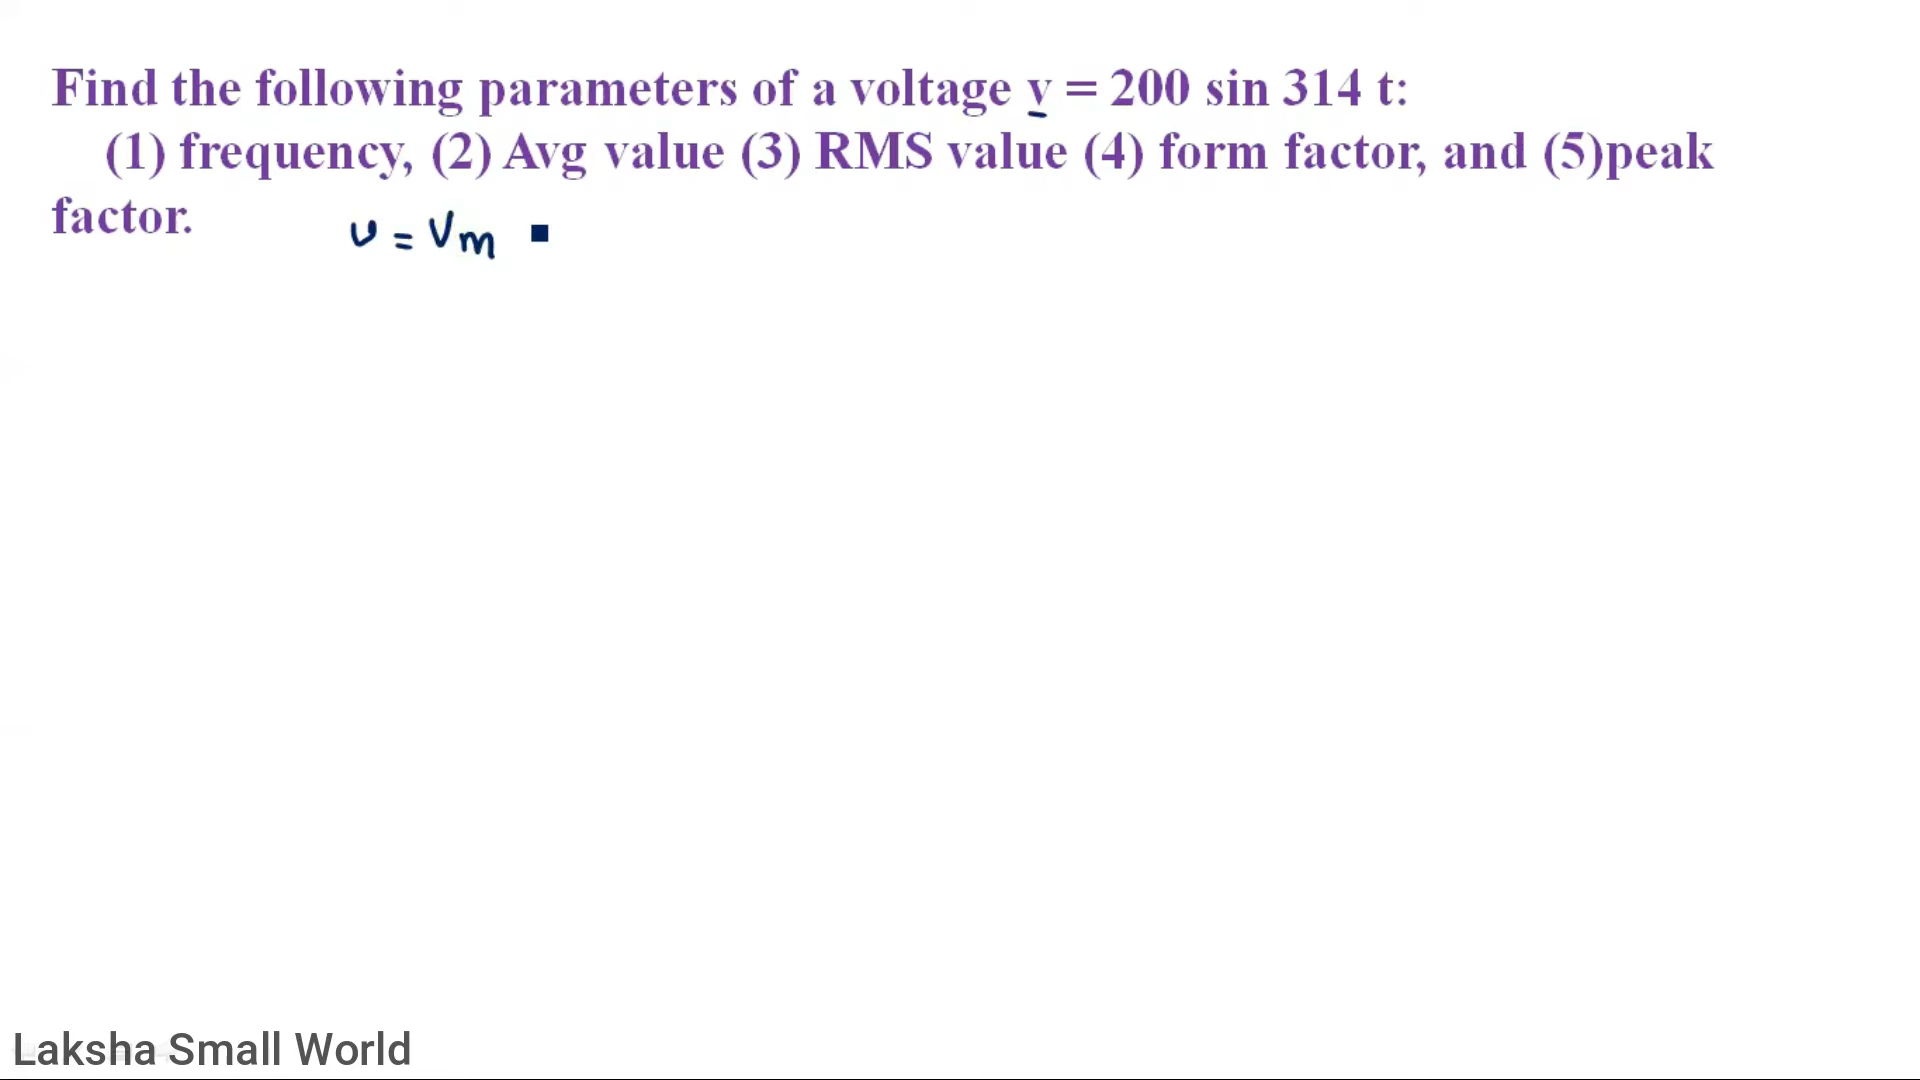 Find the following parameters of a voltage v = 200 sin 314 t:
(1) frequency, (2) Avg value (3) RMS value (4) form factor, and (5)peak
factor.
v = Vm
Laksha Small World